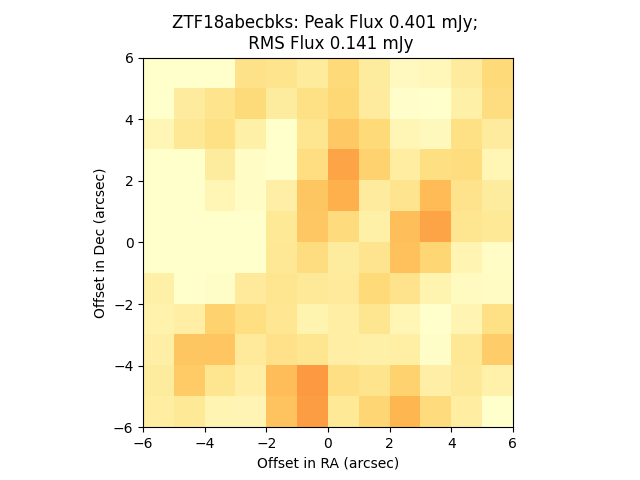 ZTF18abecbks: Peak Flux 0.401 mJy;
RMS Flux 0.141 mJy
6
4
2
0
−2
−4
−6
Offset in Dec (arcsec)
−6 −4 −2 0 2 4 6
Offset in RA (arcsec)